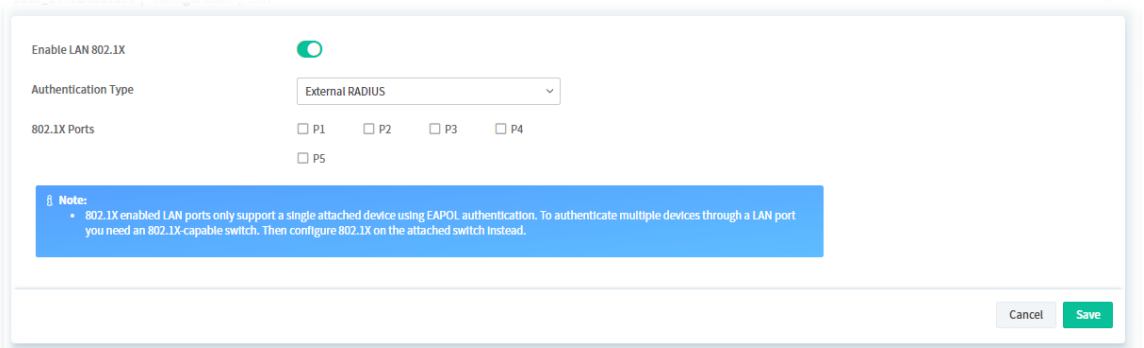 Enable LAN 802.1X
Authentication Type
External RADIUS
802.1X Ports
P1 P2 P3 P4
P5
Note:
• 802.1X enabled LAN ports only support a single attached device using EAPOL authentication. To authenticate multiple devices through a LAN port
you need an 802.1X-capable switch. Then configure 802.1X on the attached switch instead.
Cancel Save